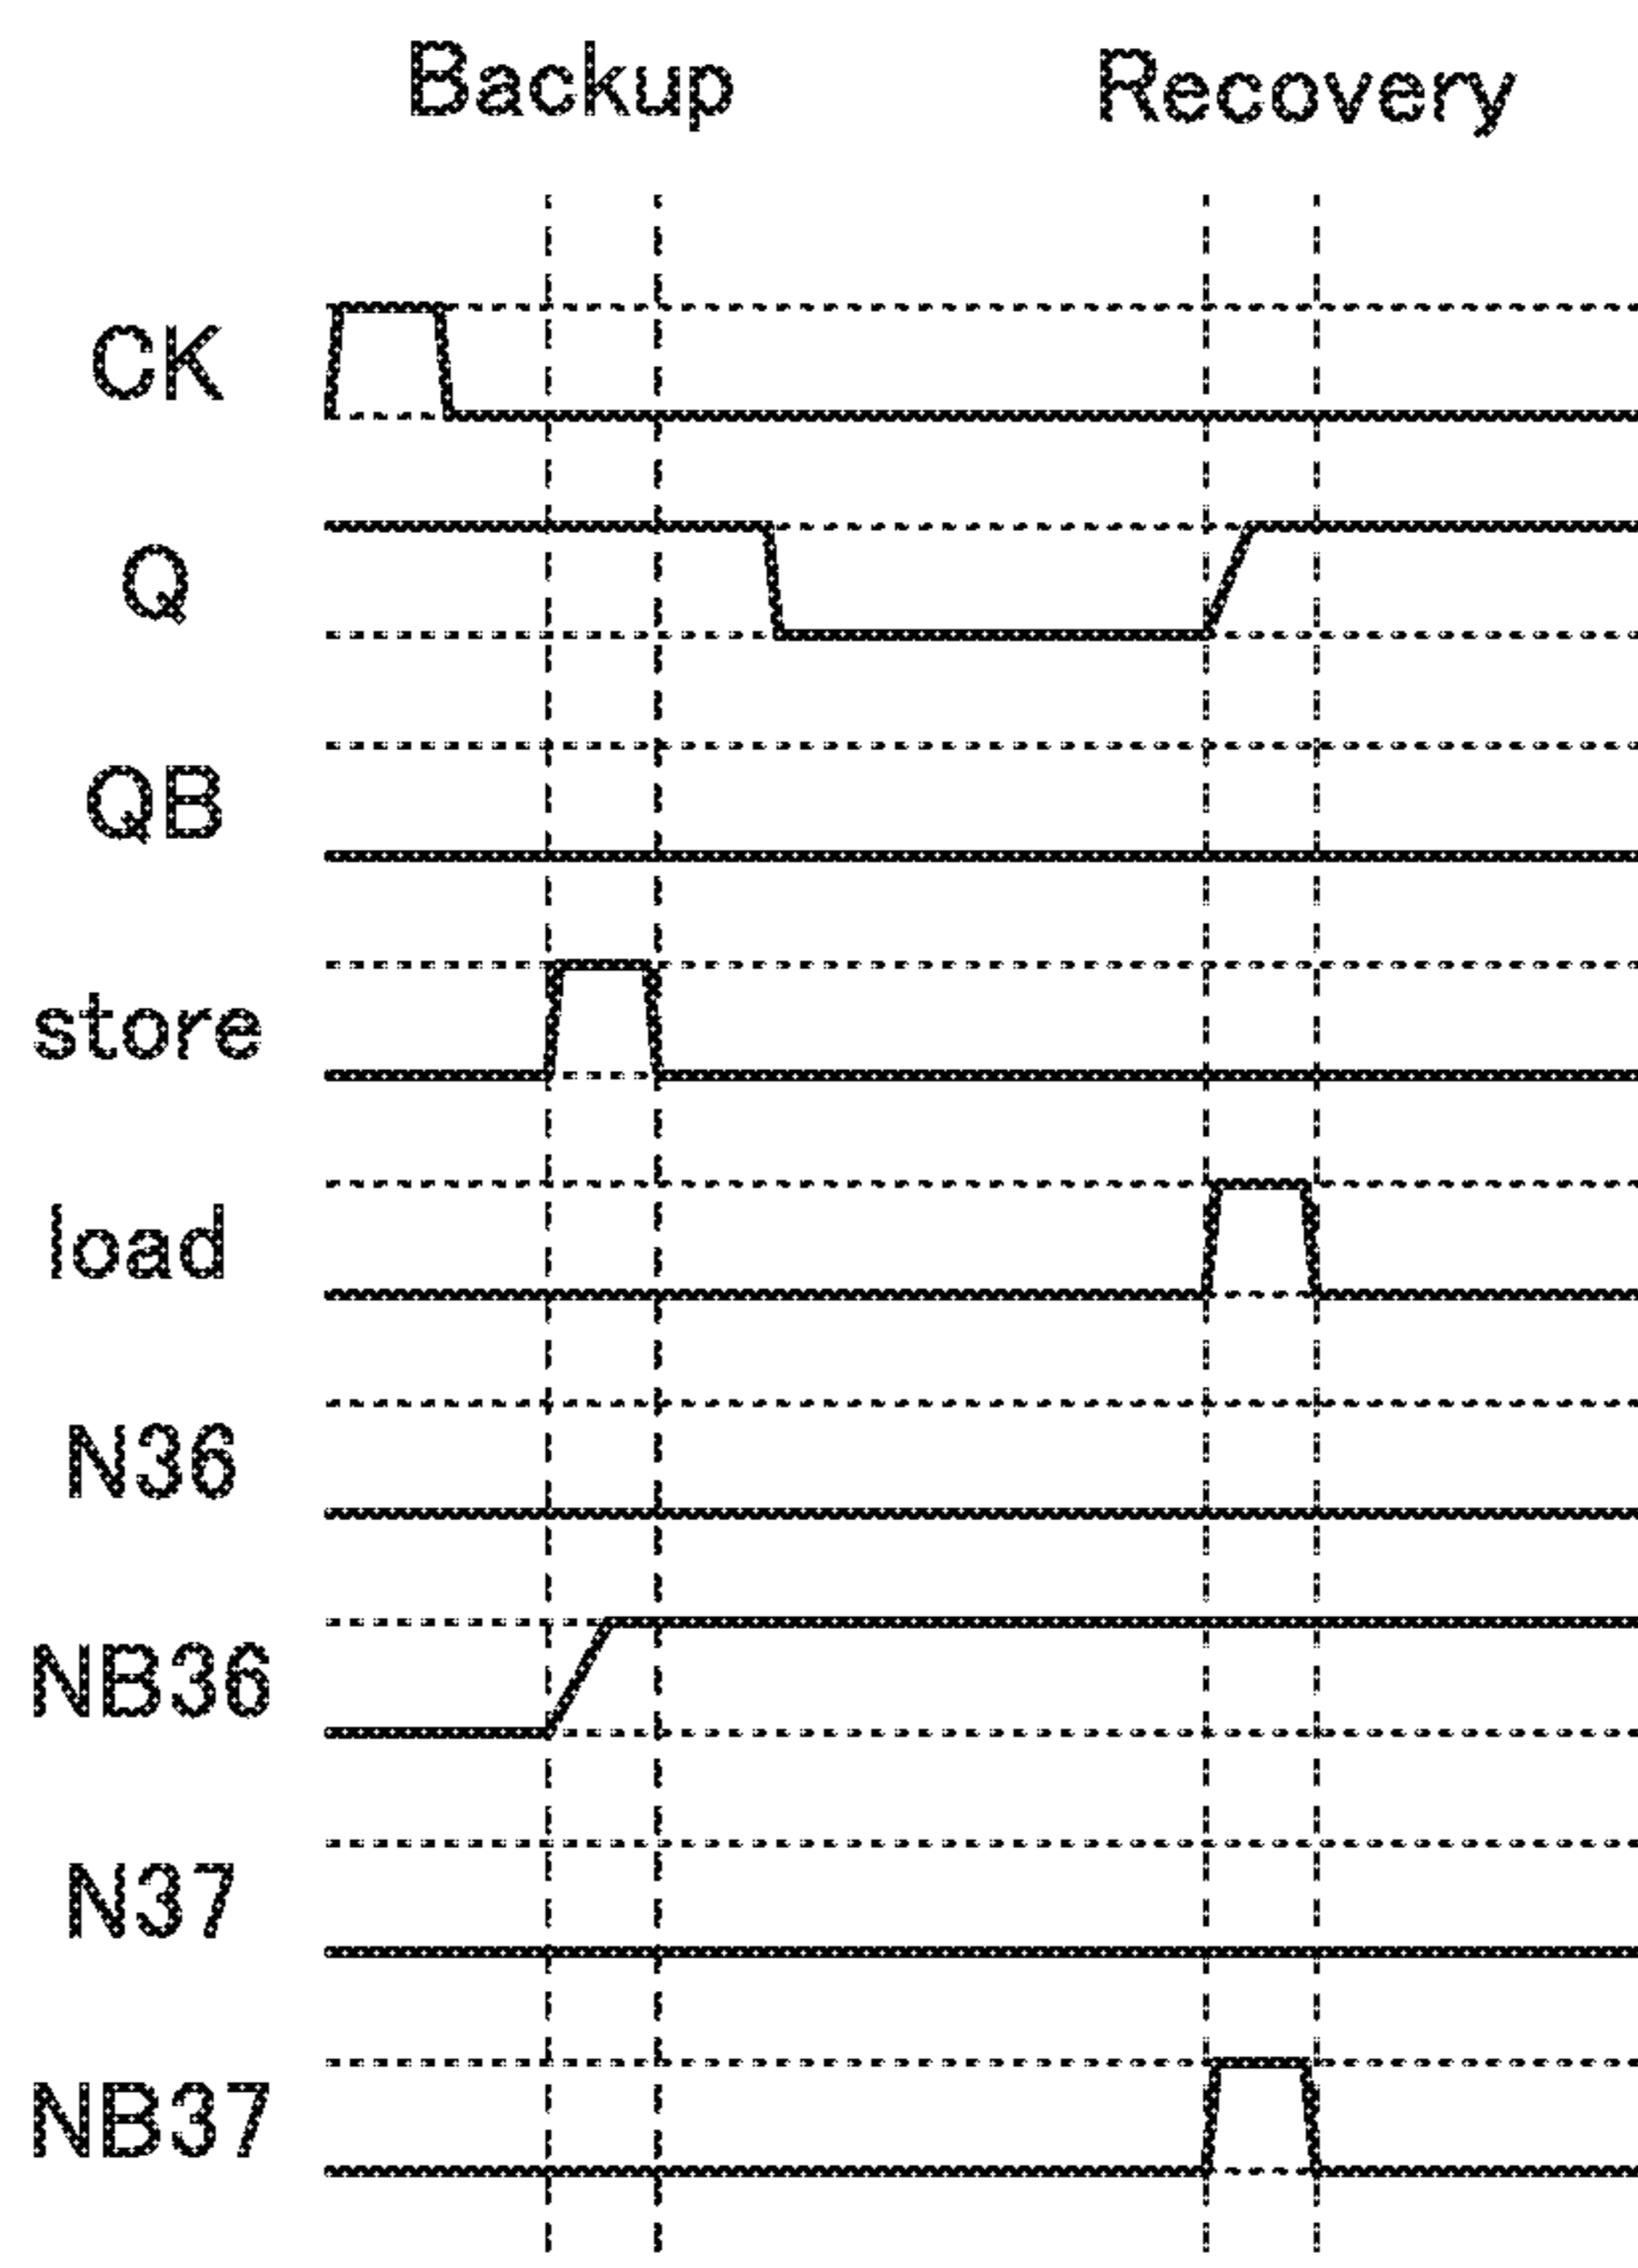 Backup Recovery
CK
Q
QB
store
load
N36
NB36
N37
NB37